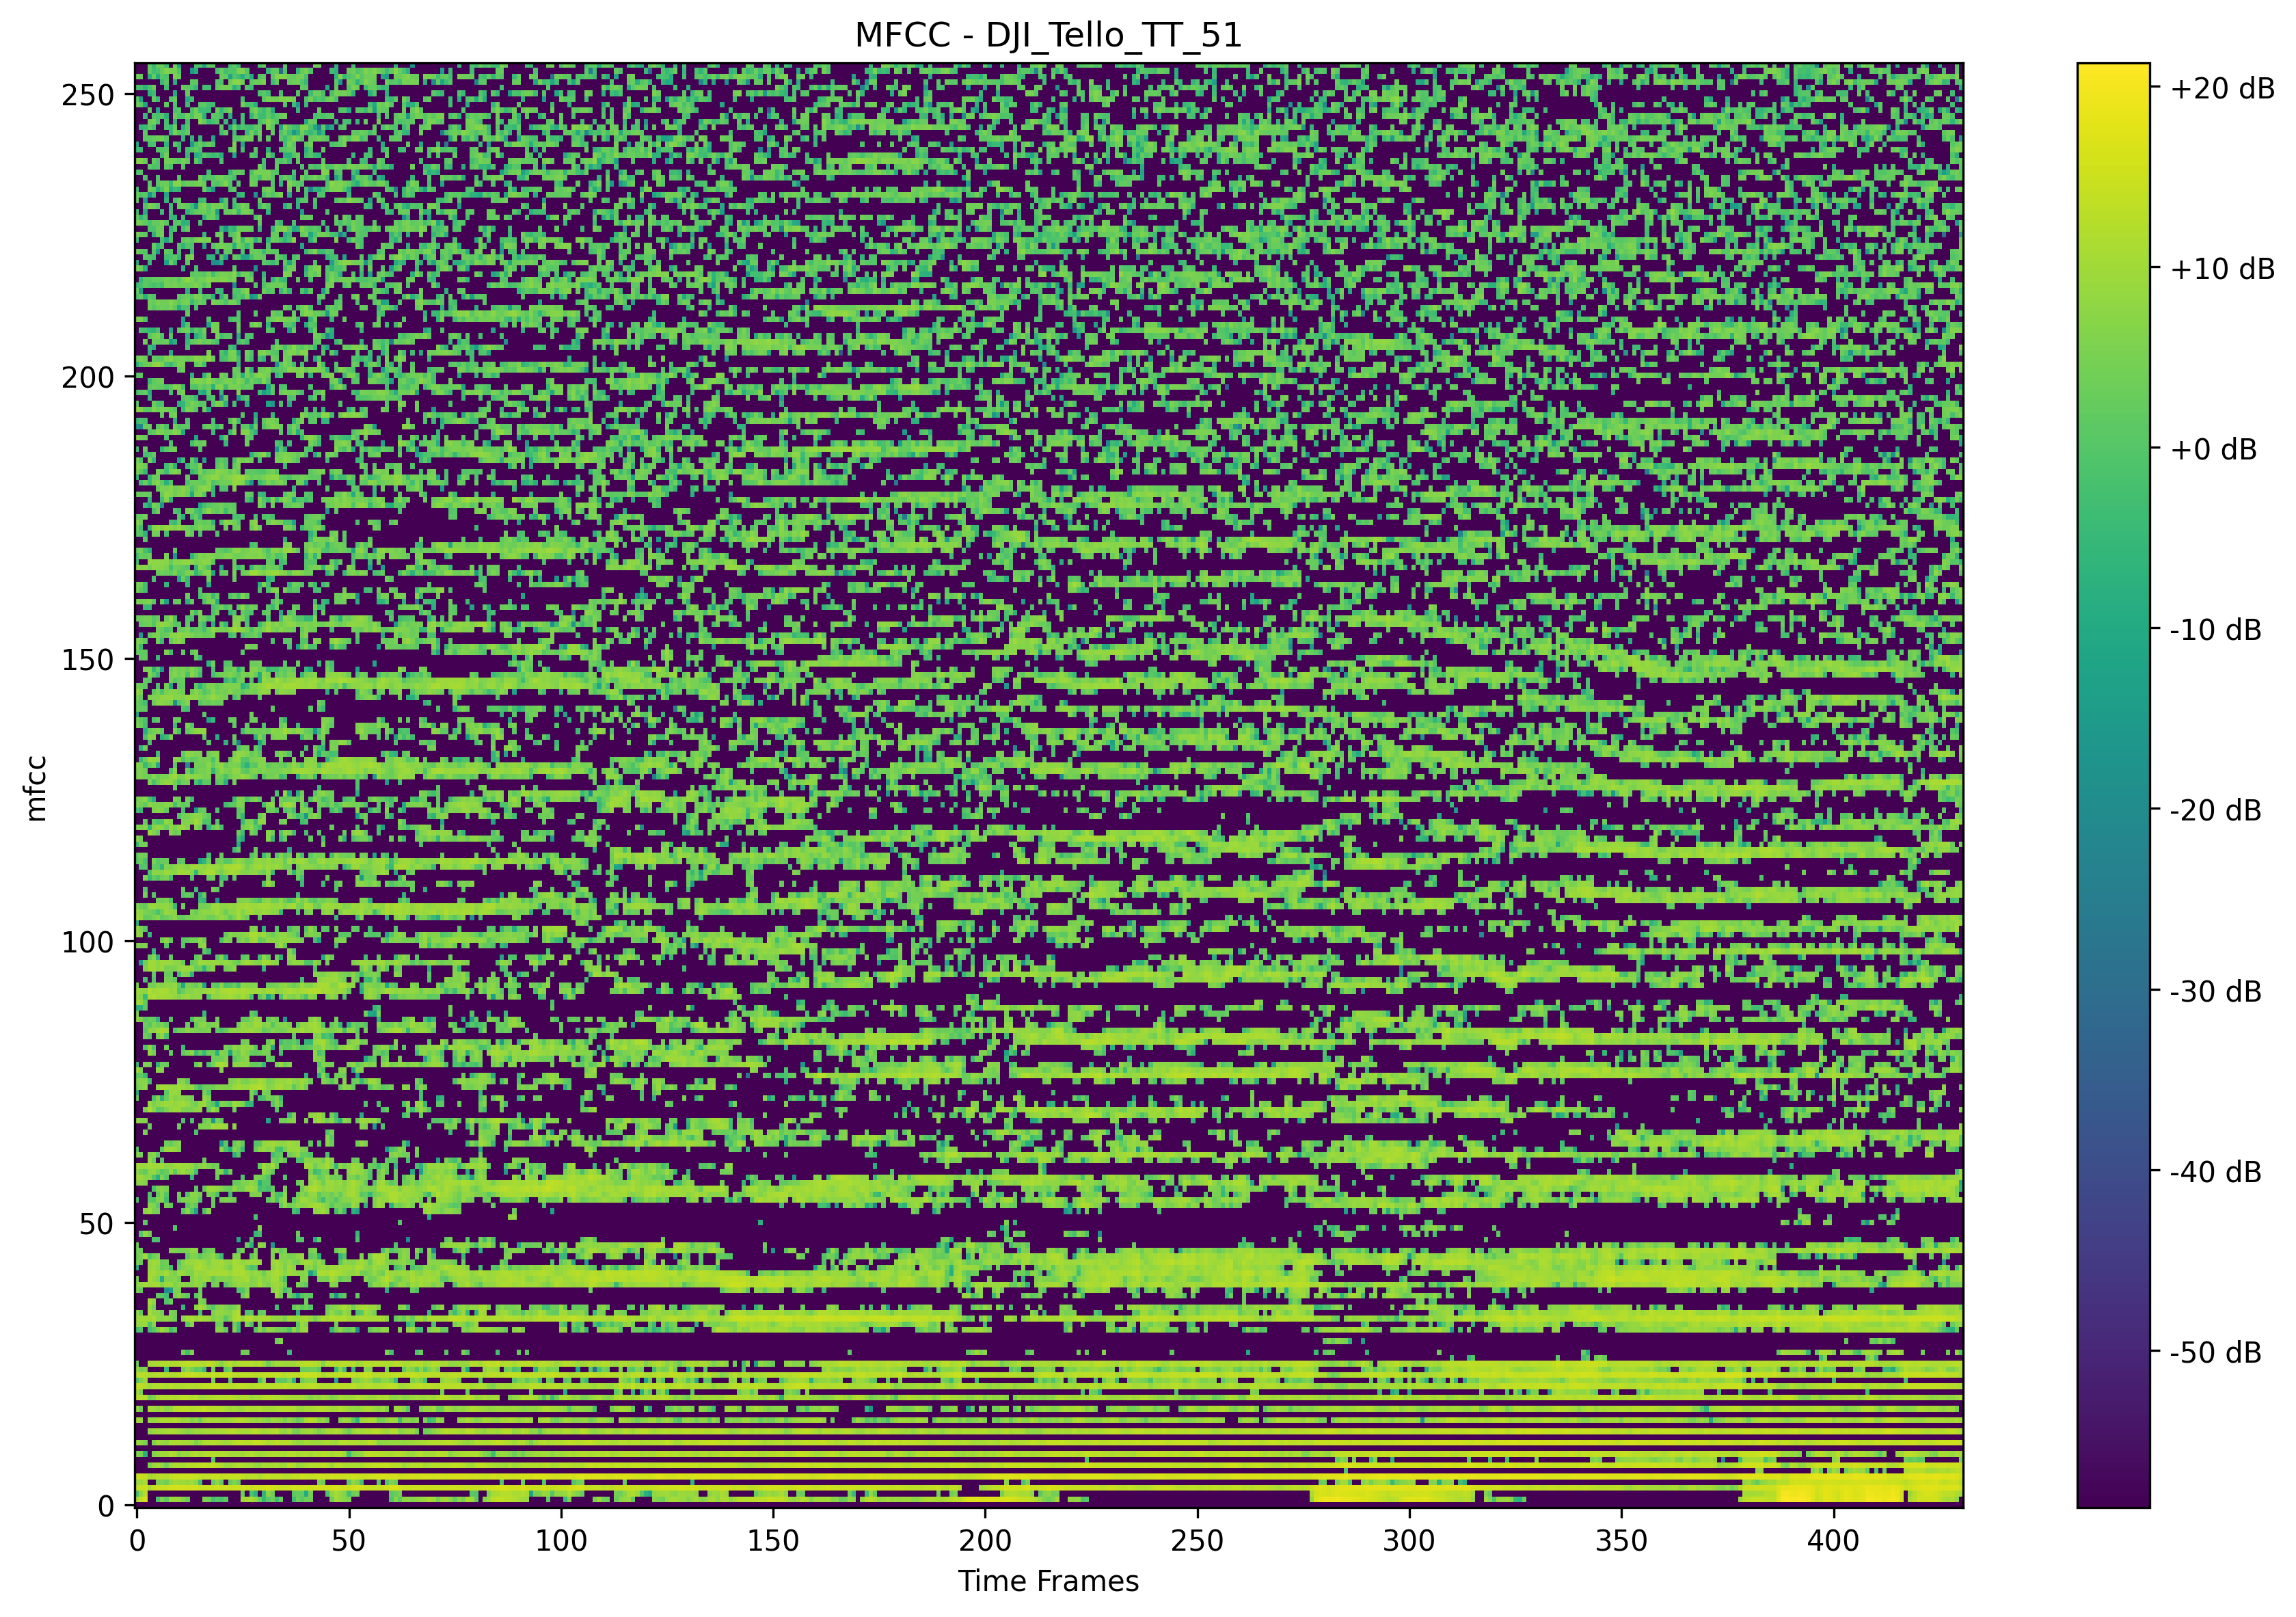 MFCC - DJI_Tello_TT_51
mfcc
250
200
150
100
50
0
0 50 100 150 200 250 300 350 400
Time Frames
+20 dB
+10 dB
+0 dB
-10 dB
-20 dB
-30 dB
-40 dB
-50 dB